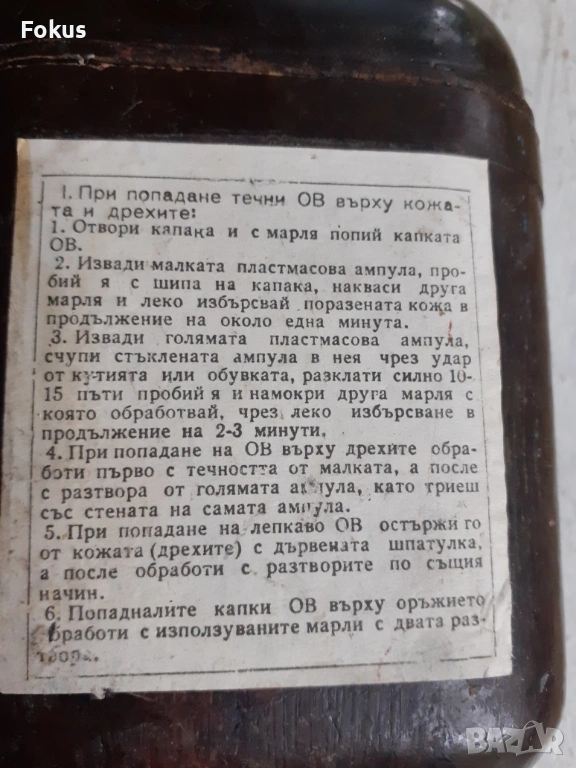 Fokus
I. При попадане течни ОВ върху кожа-
та и дрехите:
1. Отвори капака и с марля попий капката
ОВ.
2. Извади малката пластмасова ампула, про-
бий я с шипа на капака, накваси друга
марля и леко избърсвай поразената кожа в
продължение на около една минута.
3. Извади голямата пластмасова ампула,
счупи стъклената ампула в нея чрез удар
от кутията или обувката, разклати силно 10-
15 пъти пробий я и намокри друга марля с
която обработвай, чрез леко избърсване в
продължение на 2-3 минути.
4. При попадане на ОВ върху дрехите обра-
боти първо с течността от малката, а после
с разтвора от голямата ампула, като триеш
със стената на самата ампула.
5. При попадане на лепкаво ОВ остържи го
от кожата (дрехите) с дървената шпатулка,
а после обработи с разтворите по същия
начин.
6. Попадналите капки ОВ върху оръжието
обработи с използуваните марли с двата раз-
твора.
BAZAR